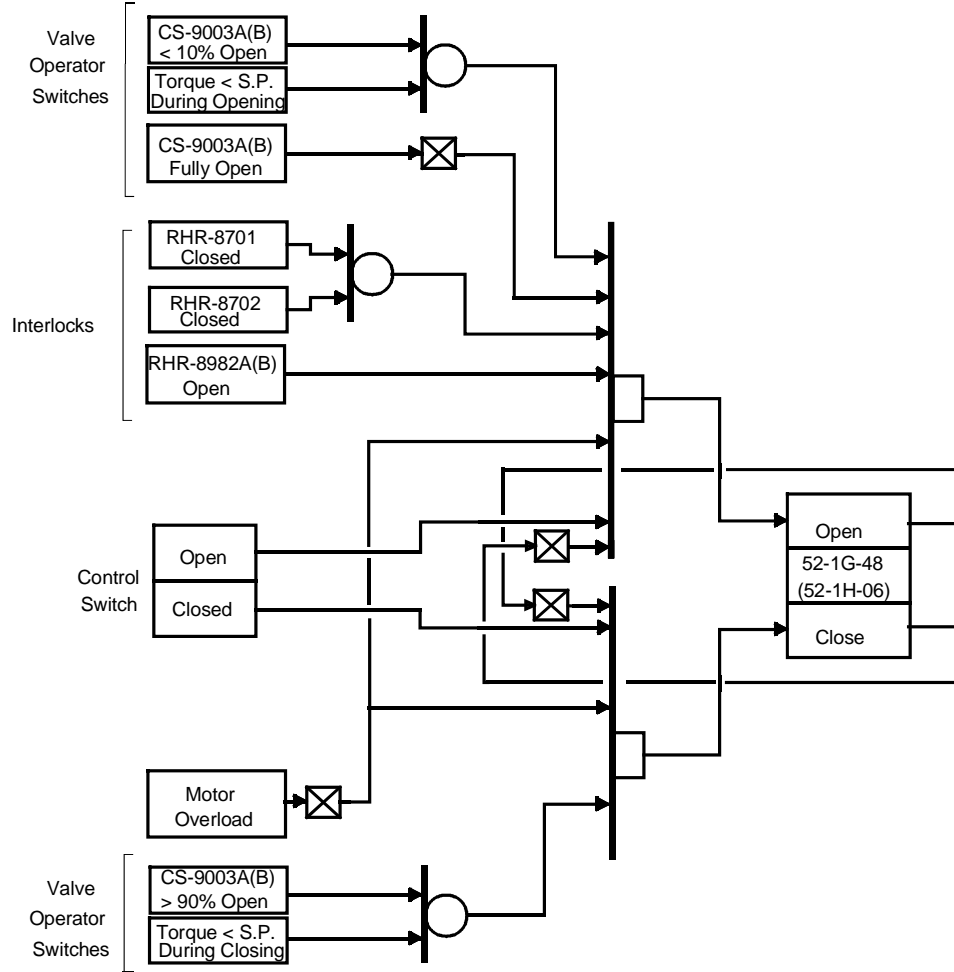 Valve
Operator
Switches
CS-9003A(B)
< 10% Open
Torque < S.P.
During Opening
CS-9003A(B)
Fully Open
Interlocks
RHR-8701
Closed
RHR-8702
Closed
RHR-8982A(B)
Open
Control
Switch
Open
Closed
Open
52-1G-48
(52-1H-06)
Close
Motor
Overload
Valve
Operator
Switches
CS-9003A(B)
> 90% Open
Torque < S.P.
During Closing